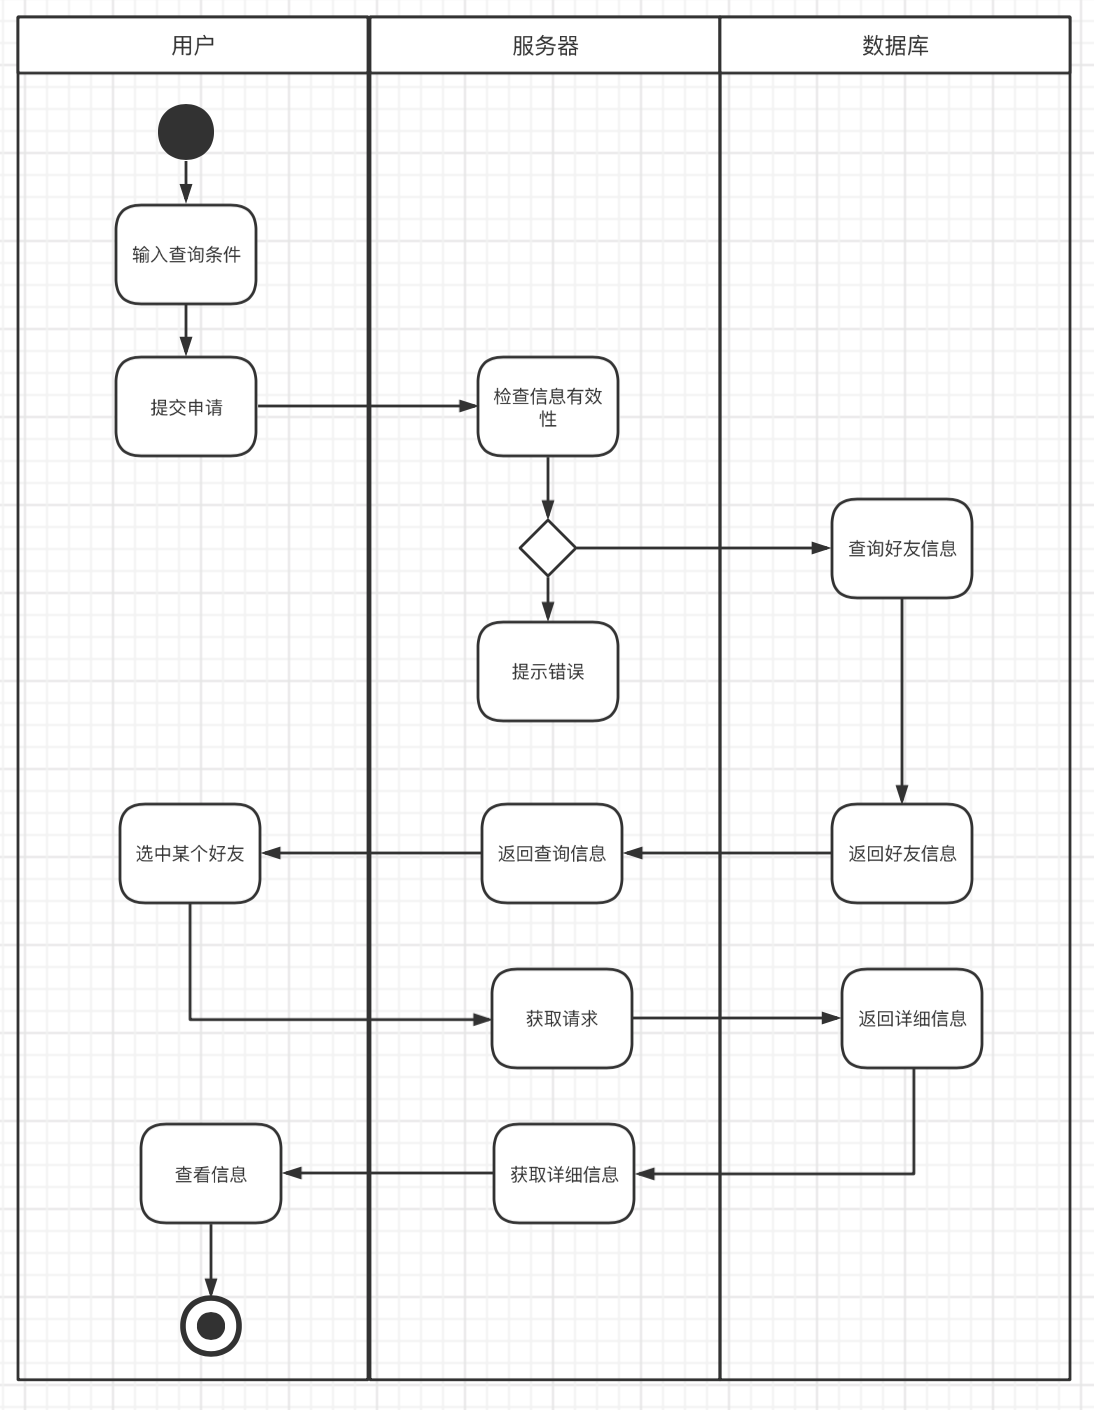 用户
服务器
数据库
输入查询条件
提交申请
检查信息有效
性
查询好友信息
提示错误
选中某个好友
返回查询信息
返回好友信息
获取请求
返回详细信息
查看信息
获取详细信息